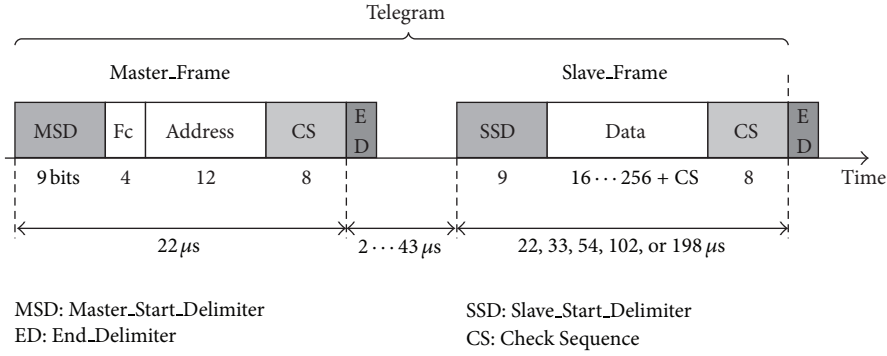 Telegram
Master_Frame Slave_Frame
MSD Fc Address CS ED SSD Data CS ED
9 bits 4 12 8 9 16 ··· 256 + CS 8 Time
22 μs 2 ··· 43 μs 22, 33, 54, 102, or 198 μs
MSD: Master_Start_Delimiter SSD: Slave_Start_Delimiter
ED: End_Delimiter CS: Check Sequence